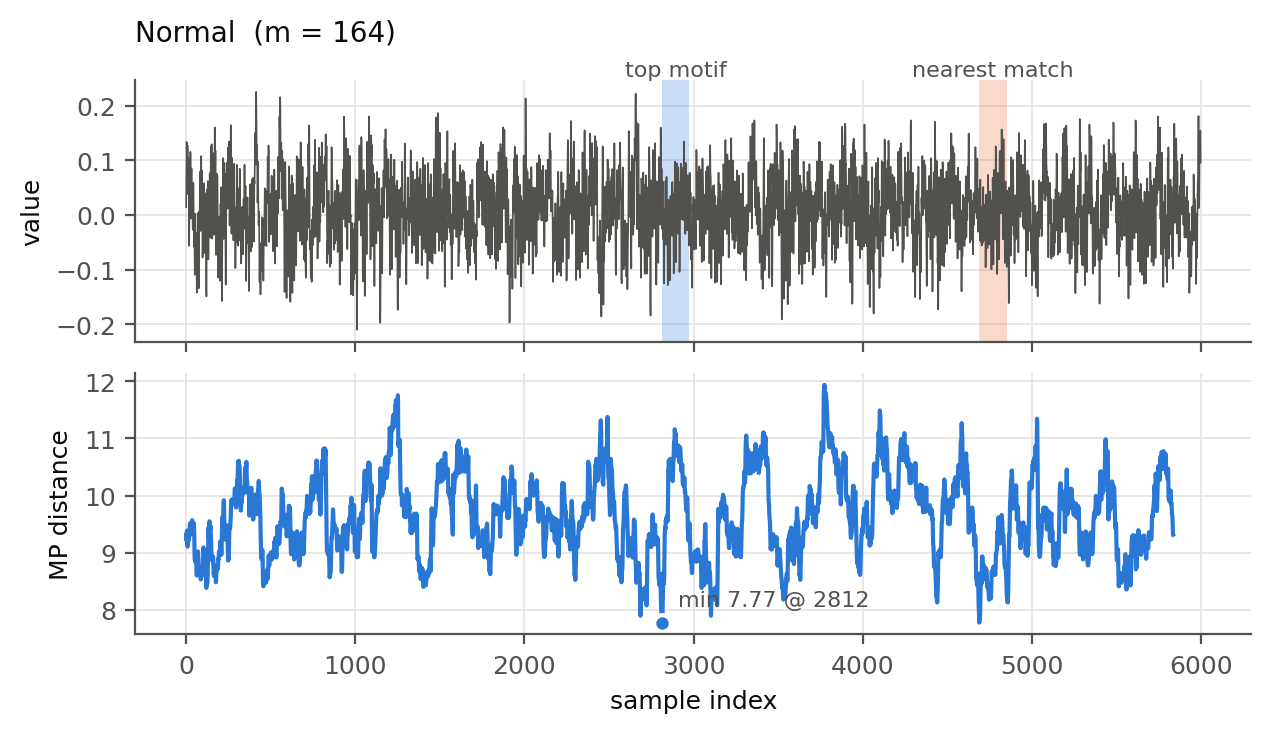 Normal  (m = 164)
top motif
nearest match
value
0.2
0.1
0.0
−0.1
−0.2
MP distance
12
11
10
9
8
min 7.77 @ 2812
0
1000
2000
3000
4000
5000
6000
sample index